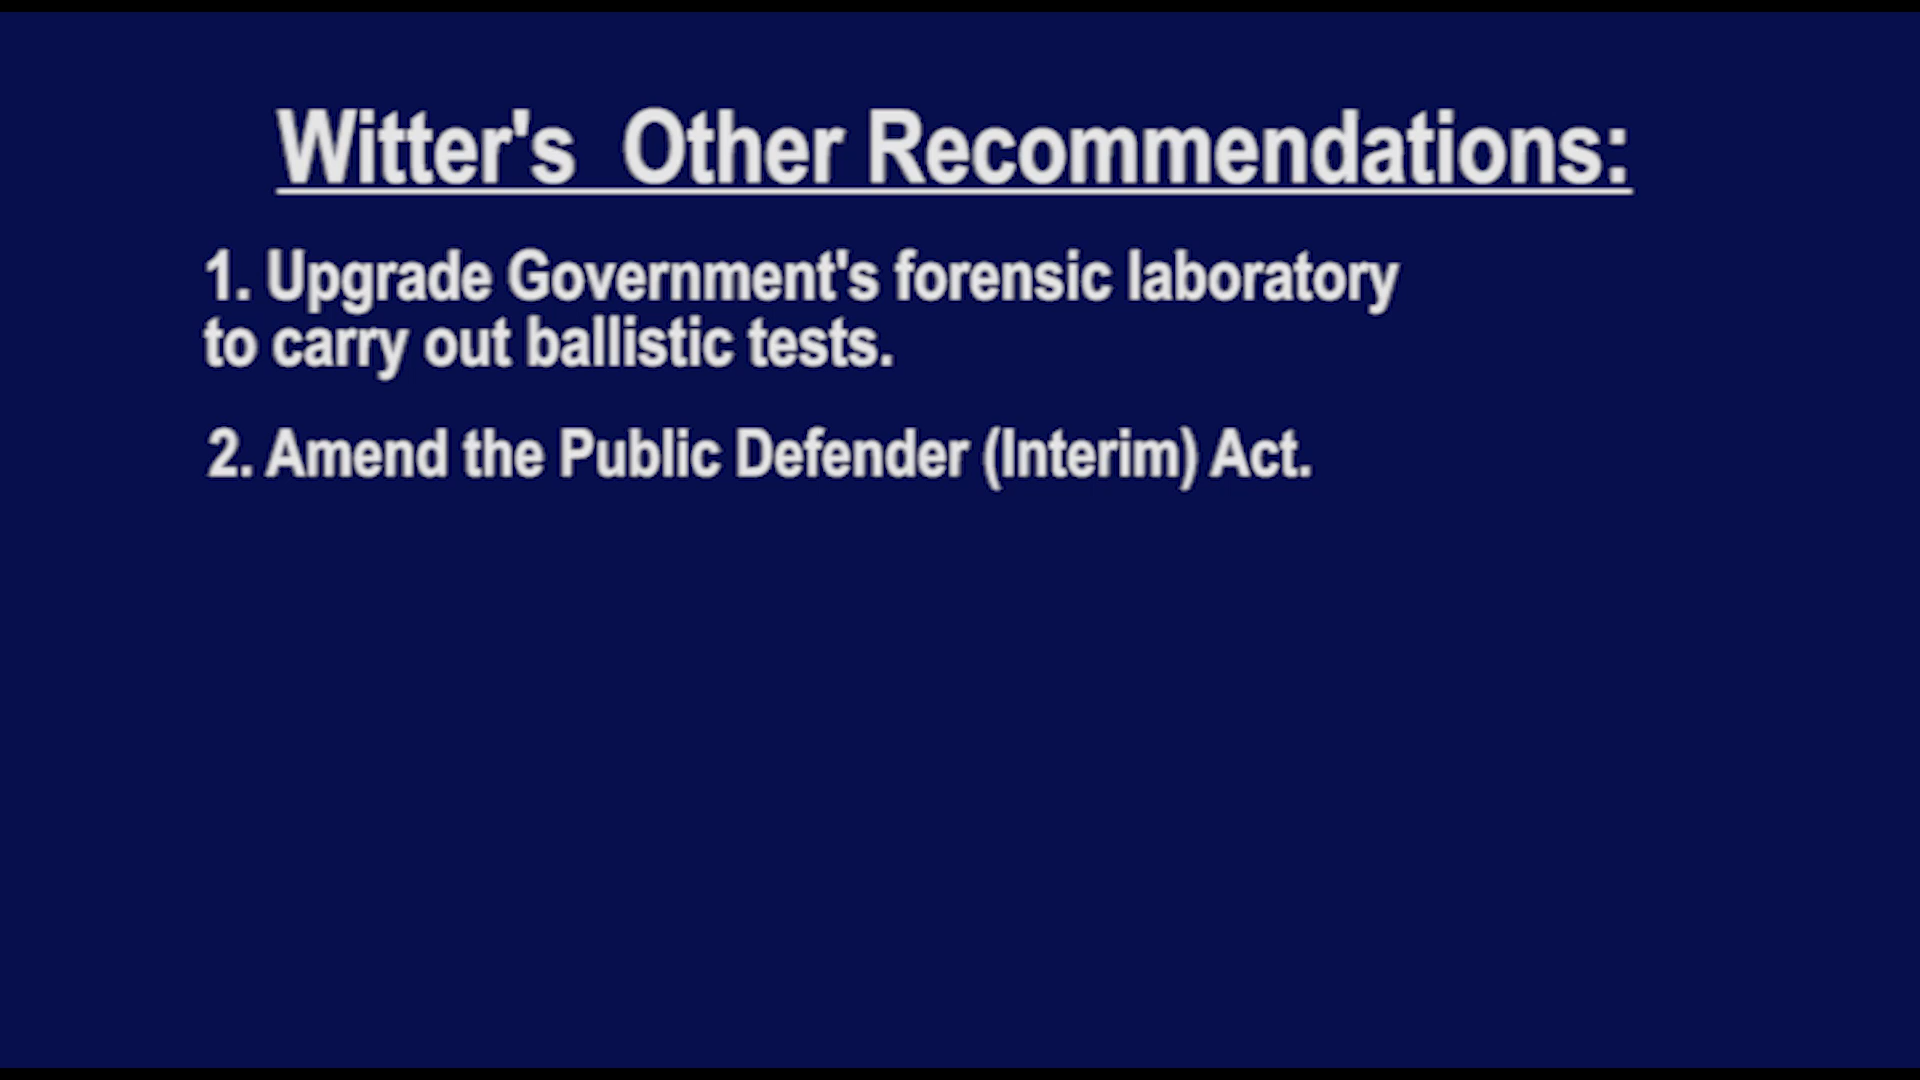 Witter's  Other Recommendations:
1. Upgrade Government's forensic laboratory
to carry out ballistic tests.
2. Amend the Public Defender (Interim) Act.